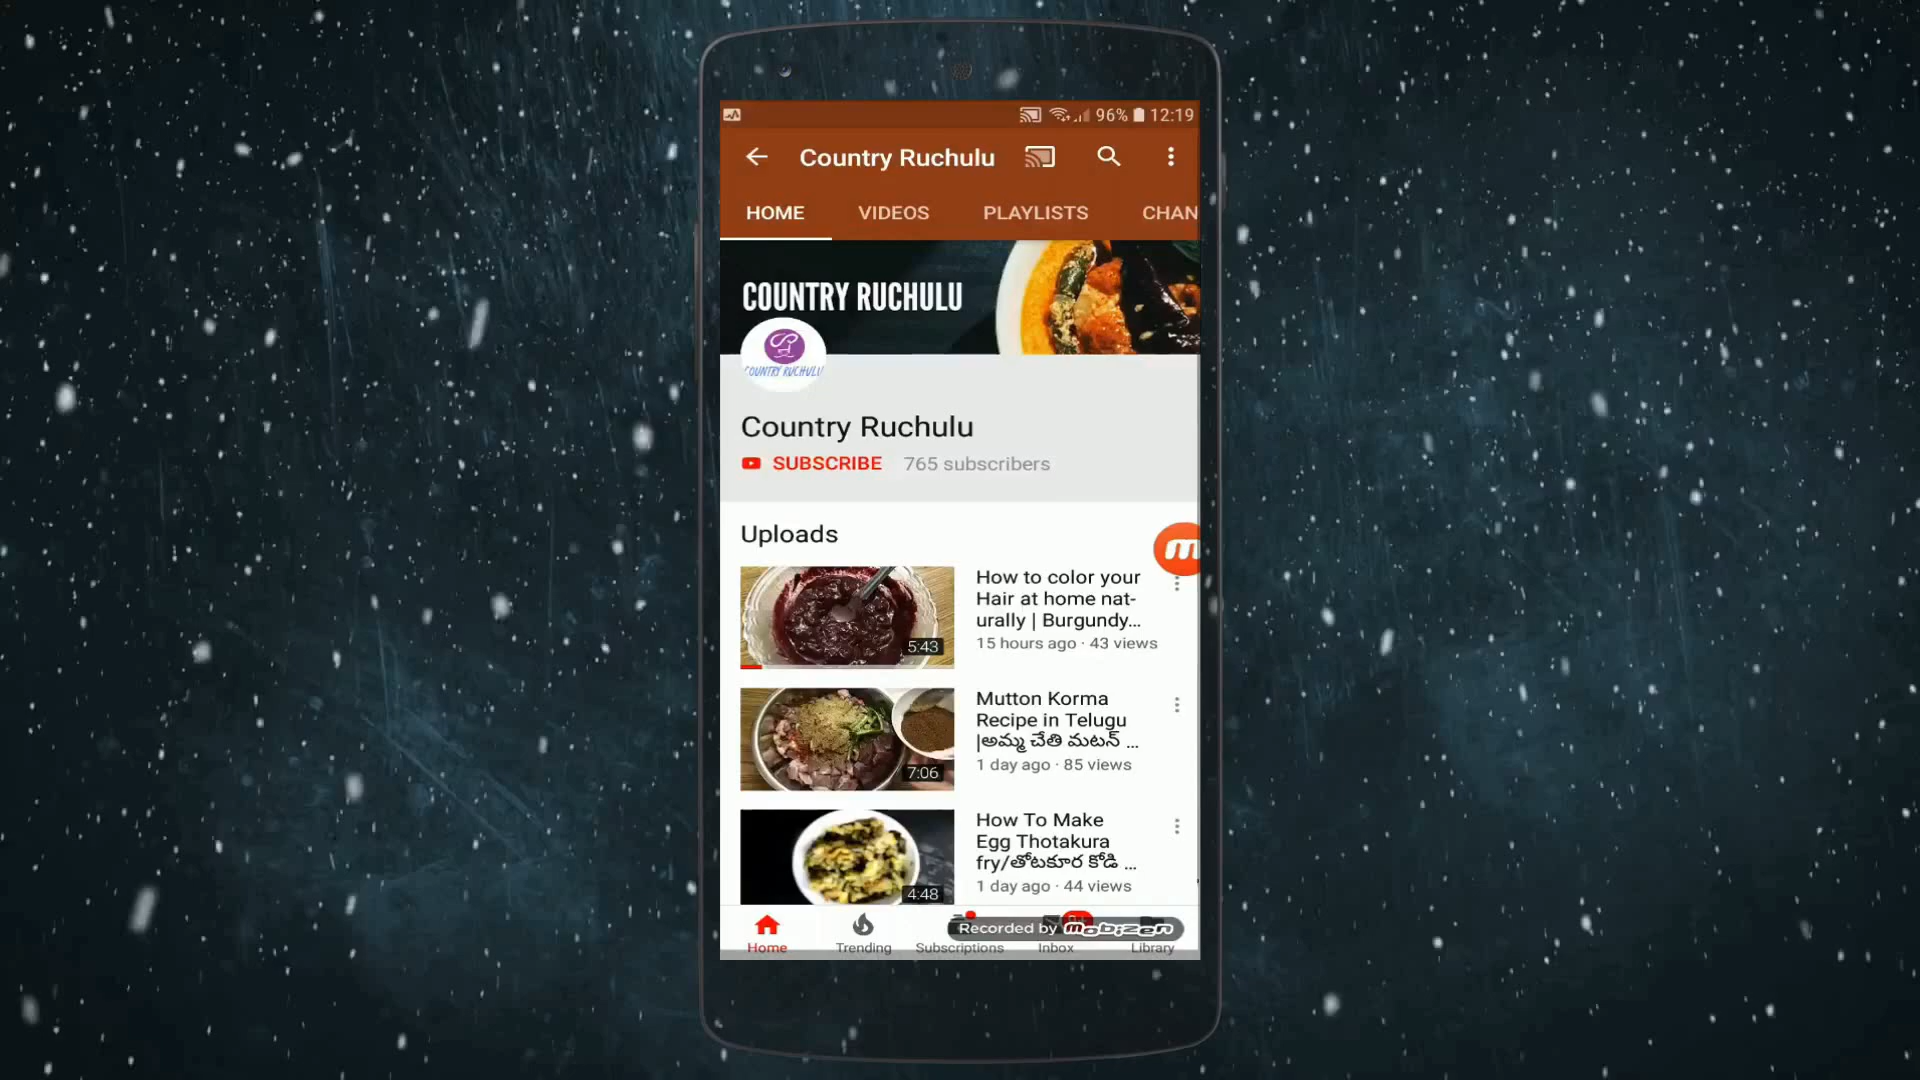 96% 12:19
Country Ruchulu
HOME VIDEOS PLAYLISTS CHAN
COUNTRY RUCHULU
COUNTRY RUCHULU
Country Ruchulu
SUBSCRIBE 765 subscribers
Uploads
How to color your
Hair at home nat-
urally | Burgundy...
15 hours ago · 43 views
5:43
Mutton Korma
Recipe in Telugu
|అమ్మ చేతి మటన్ ...
1 day ago · 85 views
7:06
How To Make
Egg Thotakura
fry/తోటకూర కోడి ...
1 day ago · 44 views
4:48
Recorded by mobizen
Home Trending Subscriptions Inbox Library